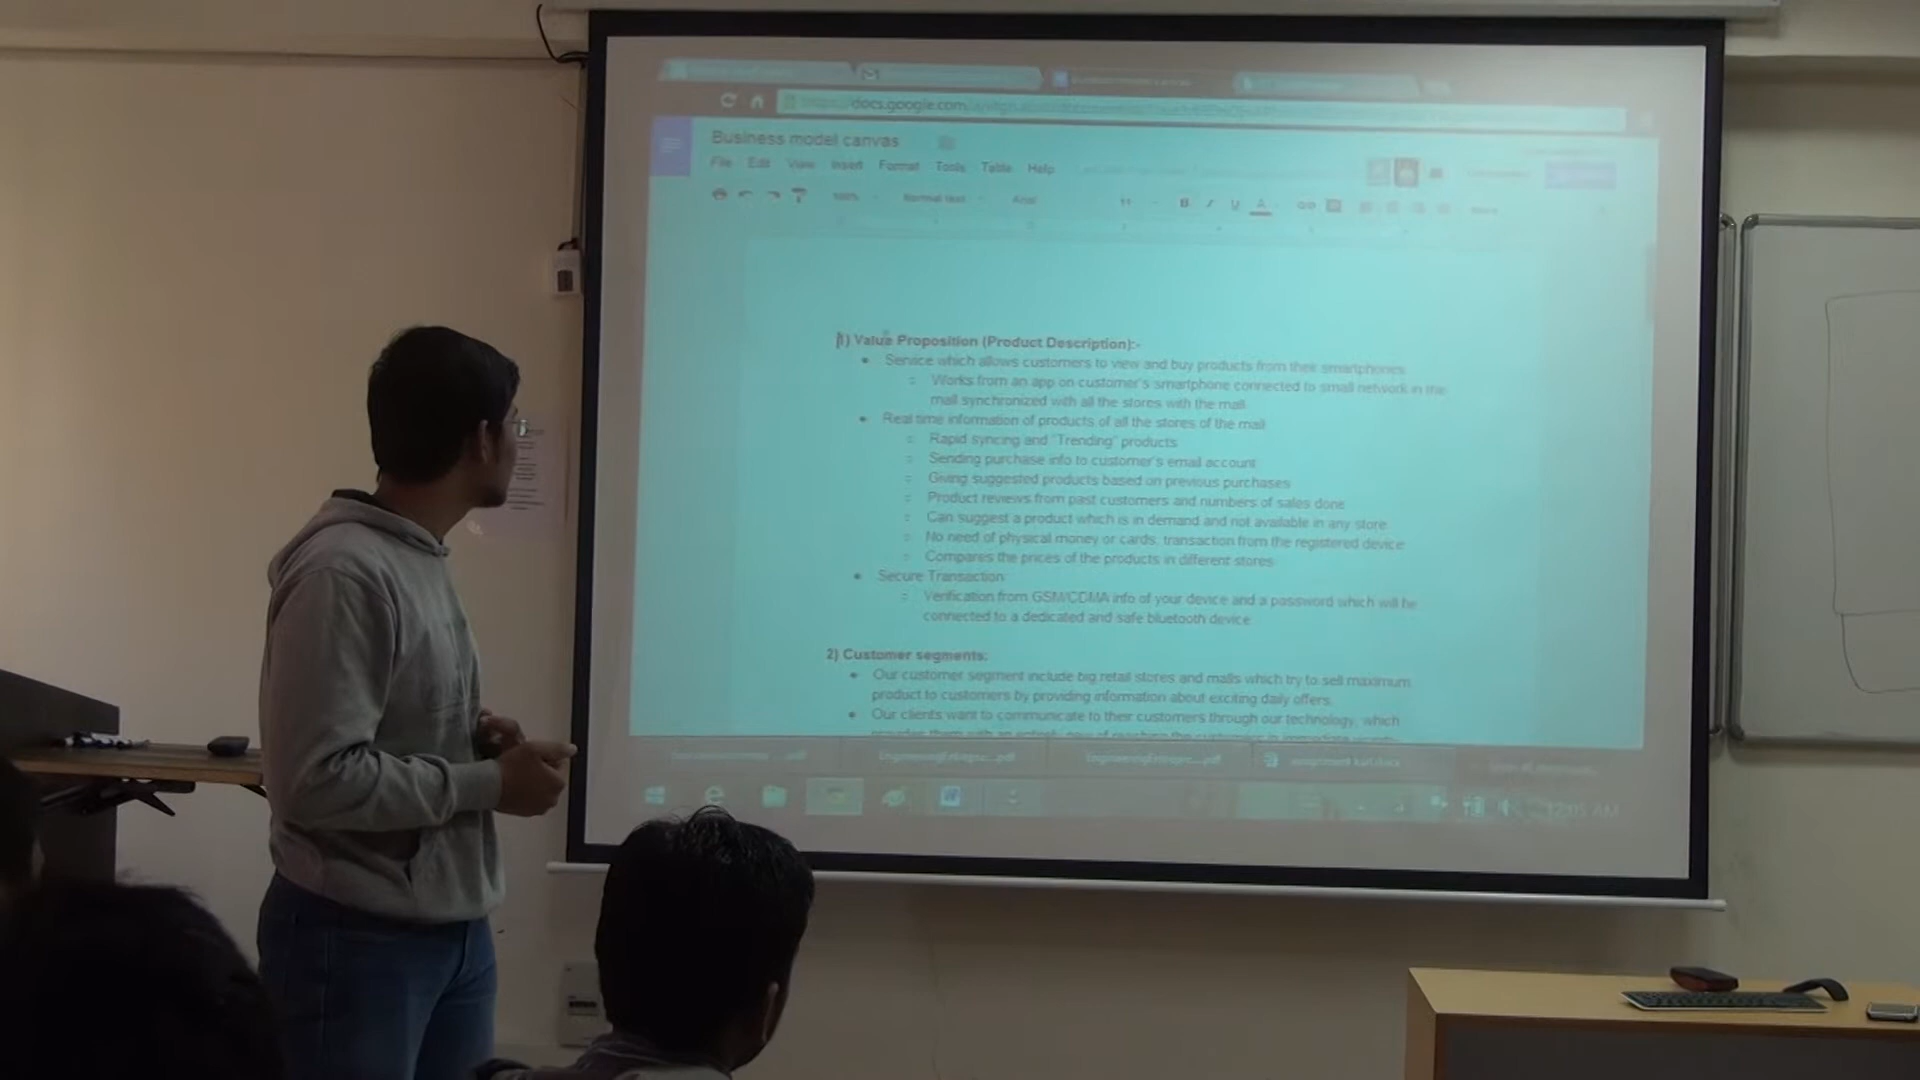 docs.google.com
Business model canvas
File Edit View Insert Format Tools Table Help
100% Normal text Arial 11 B I U A
1) Value Proposition (Product Description):-
Service which allows customers to view and buy products from their smartphones
Works from an app on customer's smartphone connected to small network in the
mall synchronized with all the stores with the mall
Real time information of products of all the stores of the mall
Rapid syncing and "Trending" products
Sending purchase info to customer's email account
Giving suggested products based on previous purchases
Product reviews from past customers and numbers of sales done
Can suggest a product which is in demand and not available in any store
No need of physical money or cards, transaction from the registered device
Compares the prices of the products in different stores
Secure Transaction
Verification from GSM/CDMA info of your device and a password which will be
connected to a dedicated and safe bluetooth device
2) Customer segments:
Our customer segment include big retail stores and malls which try to sell maximum
product to customers by providing information about exciting daily offers.
Our clients want to communicate to their customers through our technology, which
12:05 AM